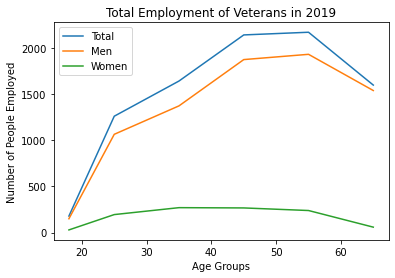 Total Employment of Veterans in 2019
Total
Men
Women
Number of People Employed
2000
1500
1000
500
0
20 30 40 50 60
Age Groups